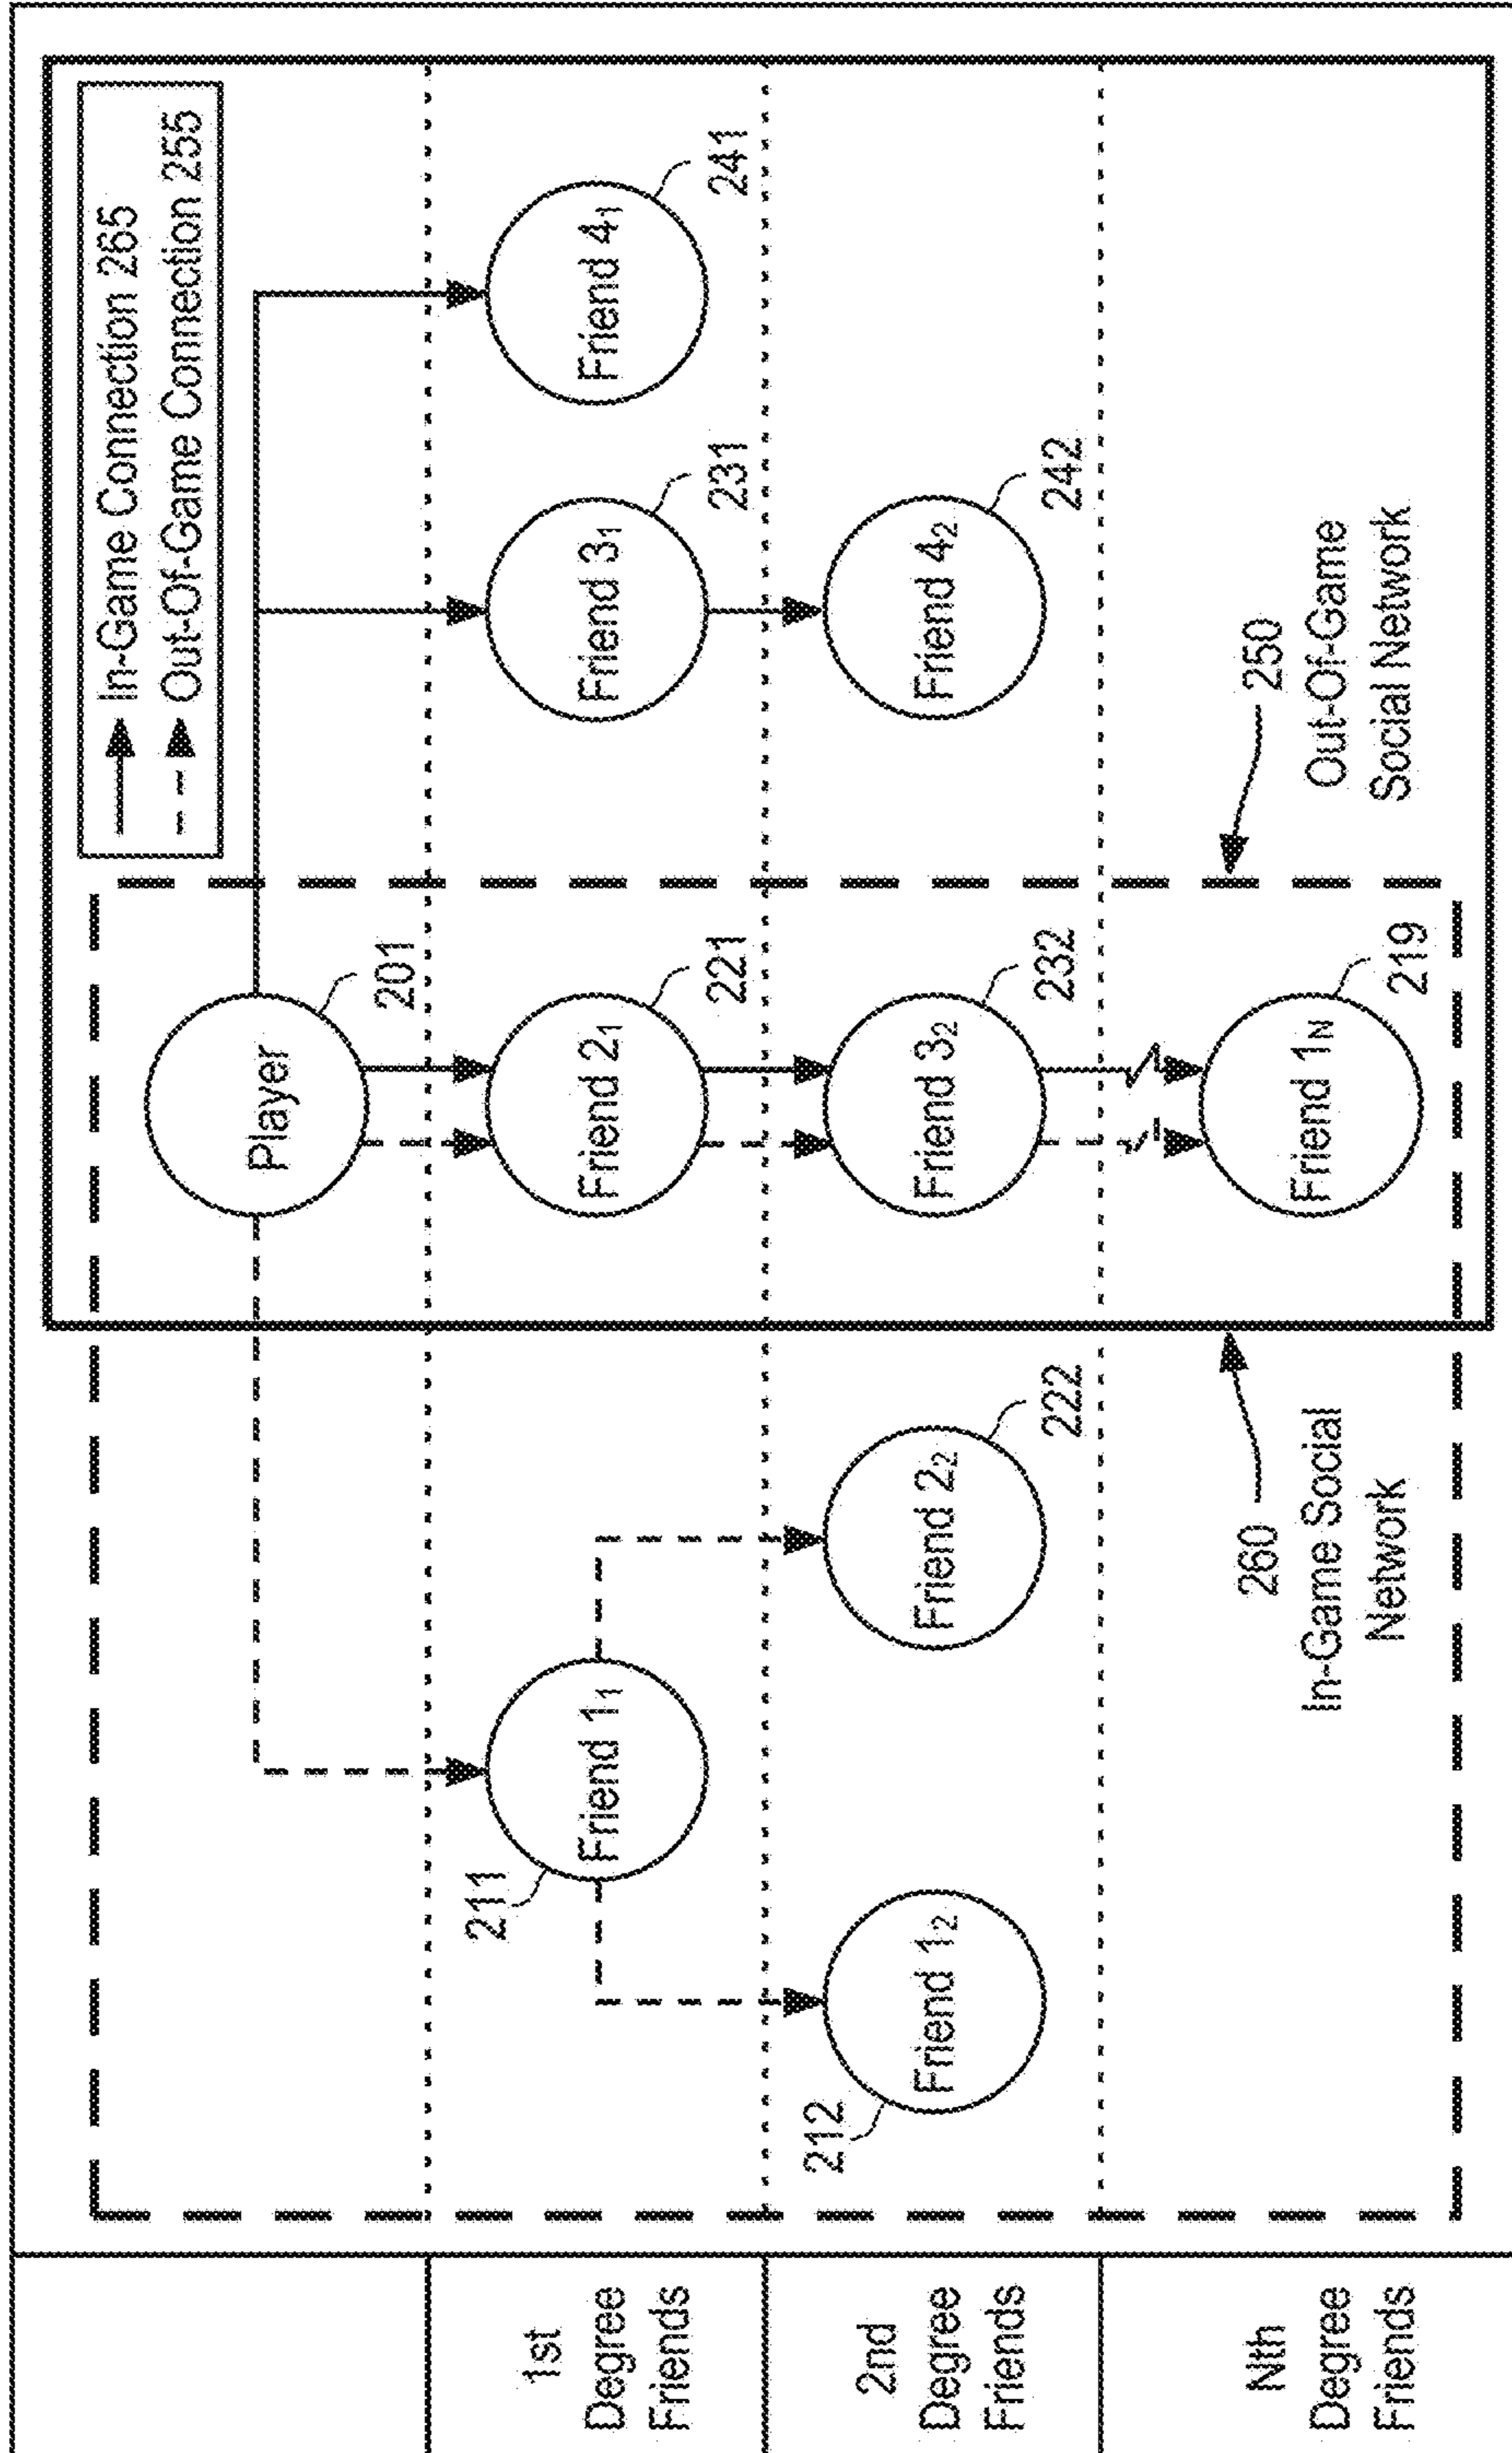 In-Game Connection 265
Out-Of-Game Connection 255
Player
201
1st
Degree
Friends
211
Friend 1₁
Friend 2₁
221
Friend 3₁
231
Friend 4₁
241
2nd
Degree
Friends
212
Friend 1₂
Friend 2₂
222
Friend 3₂
232
Friend 4₂
242
Nth
Degree
Friends
260
In-Game Social
Network
Friend 1N
219
250
Out-Of-Game
Social Network